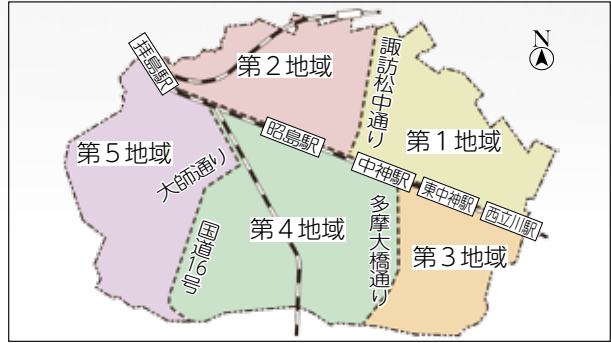 N
拝島駅
第2地域
諏訪松中通り
第1地域
昭島駅
第5地域
大師通り
中神駅
東中神駅
西立川駅
第4地域
国道16号
多摩大橋通り
第3地域